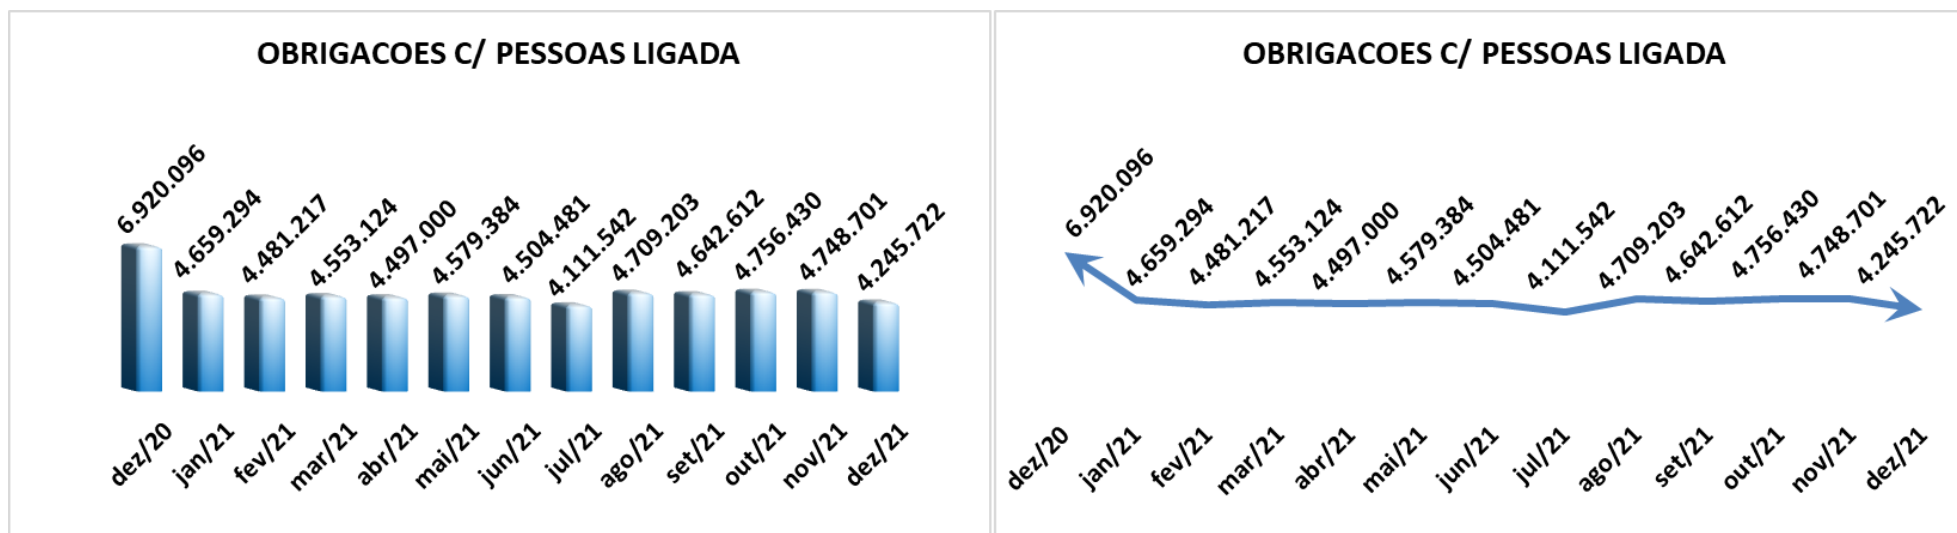 OBRIGACOES C/ PESSOAS LIGADA
6.920.096
4.659.294
4.481.217
4.553.124
4.497.000
4.579.384
4.504.481
4.111.542
4.709.203
4.642.612
4.756.430
4.748.701
4.245.722
dez/20
jan/21
fev/21
mar/21
abr/21
mai/21
jun/21
jul/21
ago/21
set/21
out/21
nov/21
dez/21
OBRIGACOES C/ PESSOAS LIGADA
6.920.096
4.659.294
4.481.217
4.553.124
4.497.000
4.579.384
4.504.481
4.111.542
4.709.203
4.642.612
4.756.430
4.748.701
4.245.722
dez/20
jan/21
fev/21
mar/21
abr/21
mai/21
jun/21
jul/21
ago/21
set/21
out/21
nov/21
dez/21